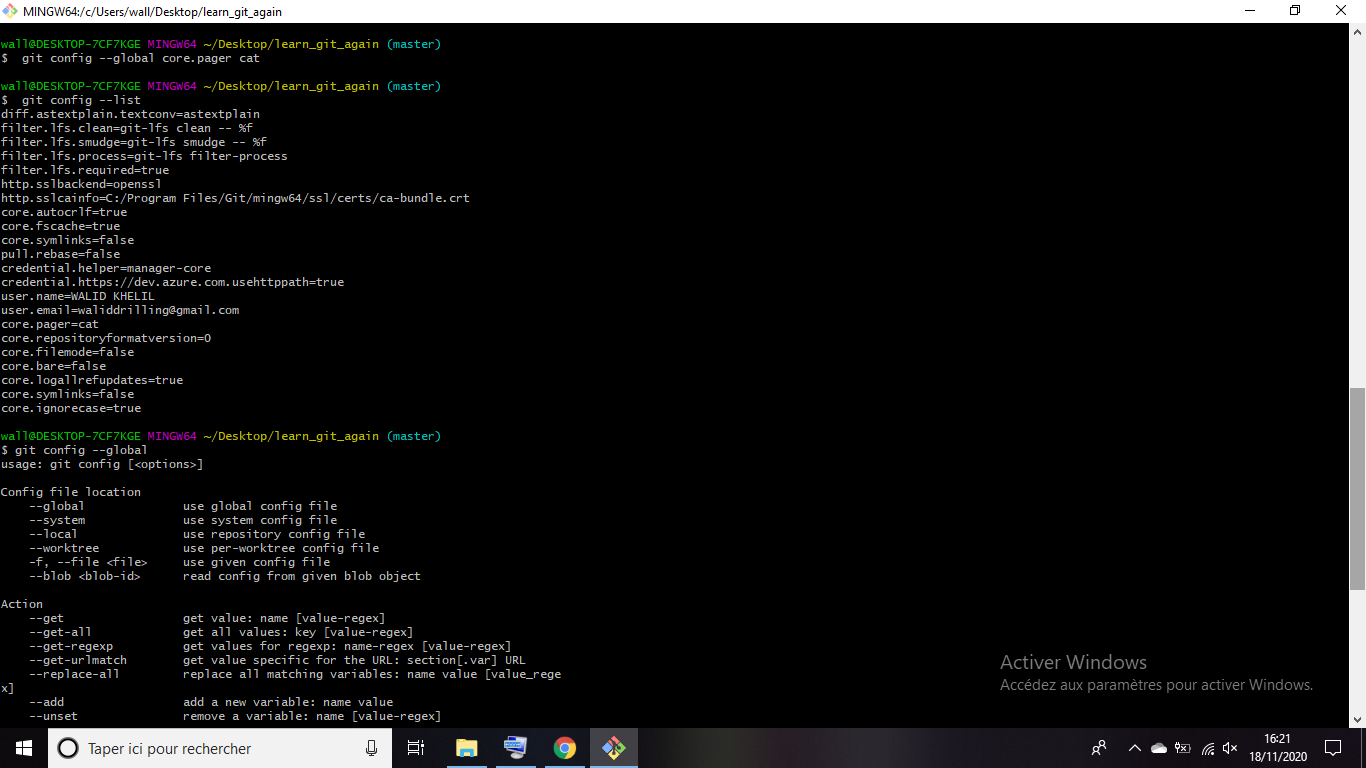 MINGW64:/c/Users/wall/Desktop/learn_git_again
wall@DESKTOP-7CF7KGE MINGW64 ~/Desktop/learn_git_again (master)
$  git config --global core.pager cat
wall@DESKTOP-7CF7KGE MINGW64 ~/Desktop/learn_git_again (master)
$  git config --list
diff.astextplain.textconv=astextplain
filter.lfs.clean=git-lfs clean -- %f
filter.lfs.smudge=git-lfs smudge -- %f
filter.lfs.process=git-lfs filter-process
filter.lfs.required=true
http.sslbackend=openssl
http.sslcainfo=C:/Program Files/Git/mingw64/ssl/certs/ca-bundle.crt
core.autocrlf=true
core.fscache=true
core.symlinks=false
pull.rebase=false
credential.helper=manager-core
credential.https://dev.azure.com.usehttppath=true
user.name=WALID KHELIL
user.email=waliddrilling@gmail.com
core.pager=cat
core.repositoryformatversion=0
core.filemode=false
core.bare=false
core.logallrefupdates=true
core.symlinks=false
core.ignorecase=true
wall@DESKTOP-7CF7KGE MINGW64 ~/Desktop/learn_git_again (master)
$ git config --global
usage: git config [<options>]
Config file location
    --global              use global config file
    --system              use system config file
    --local               use repository config file
    --worktree            use per-worktree config file
    -f, --file <file>     use given config file
    --blob <blob-id>      read config from given blob object
Action
    --get                 get value: name [value-regex]
    --get-all             get all values: key [value-regex]
    --get-regexp          get values for regexp: name-regex [value-regex]
    --get-urlmatch        get value specific for the URL: section[.var] URL
    --replace-all         replace all matching variables: name value [value_rege
x]
    --add                 add a new variable: name value
    --unset               remove a variable: name [value-regex]
Activer Windows
Accédez aux paramètres pour activer Windows.
Taper ici pour rechercher
16:21
18/11/2020